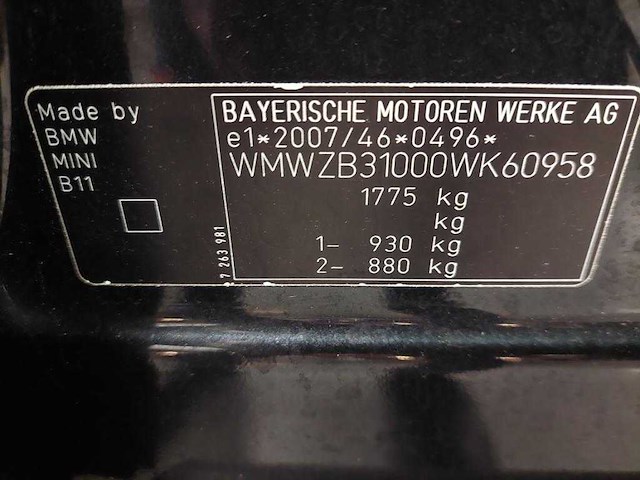 Made by
BMW
MINI
B11
7 263 981
BAYERISCHE MOTOREN WERKE AG
e1*2007/46*0496*
WMWZB31000WK60958
1775 kg
kg
1- 930 kg
2- 880 kg